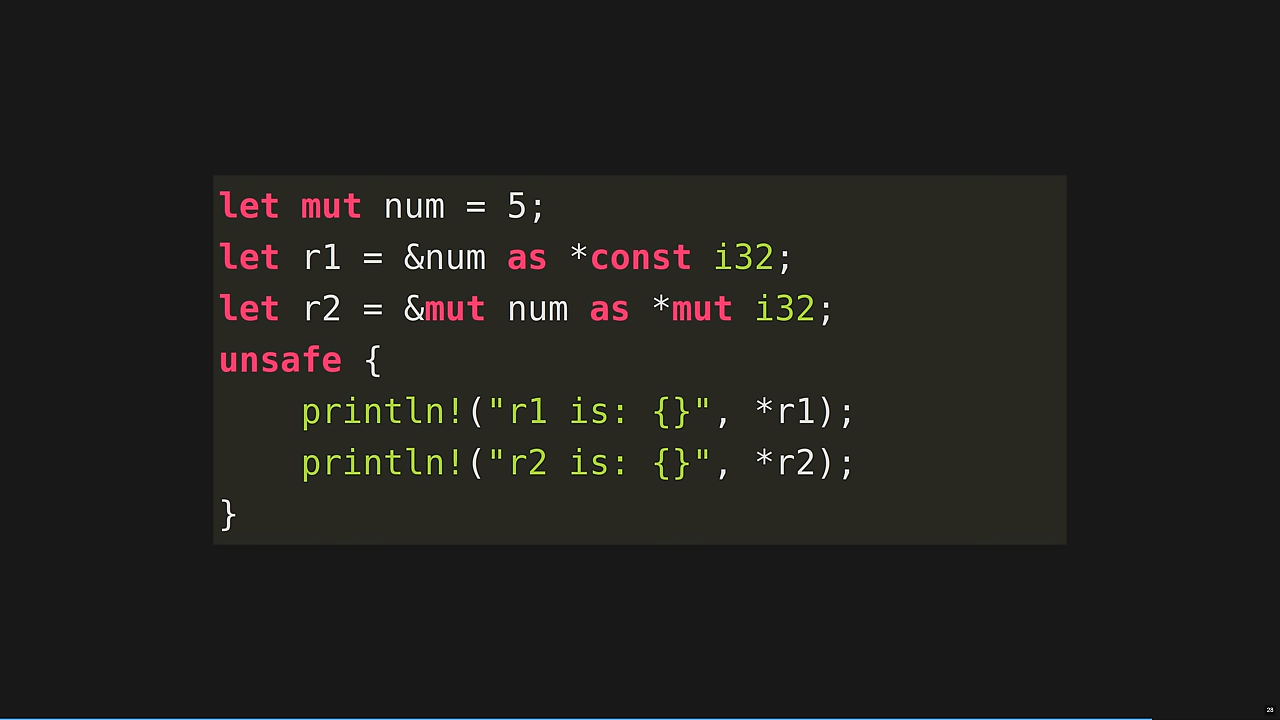 let mut num = 5;
let r1 = &num as *const i32;
let r2 = &mut num as *mut i32;
unsafe {
    println!("r1 is: {}", *r1);
    println!("r2 is: {}", *r2);
}
28